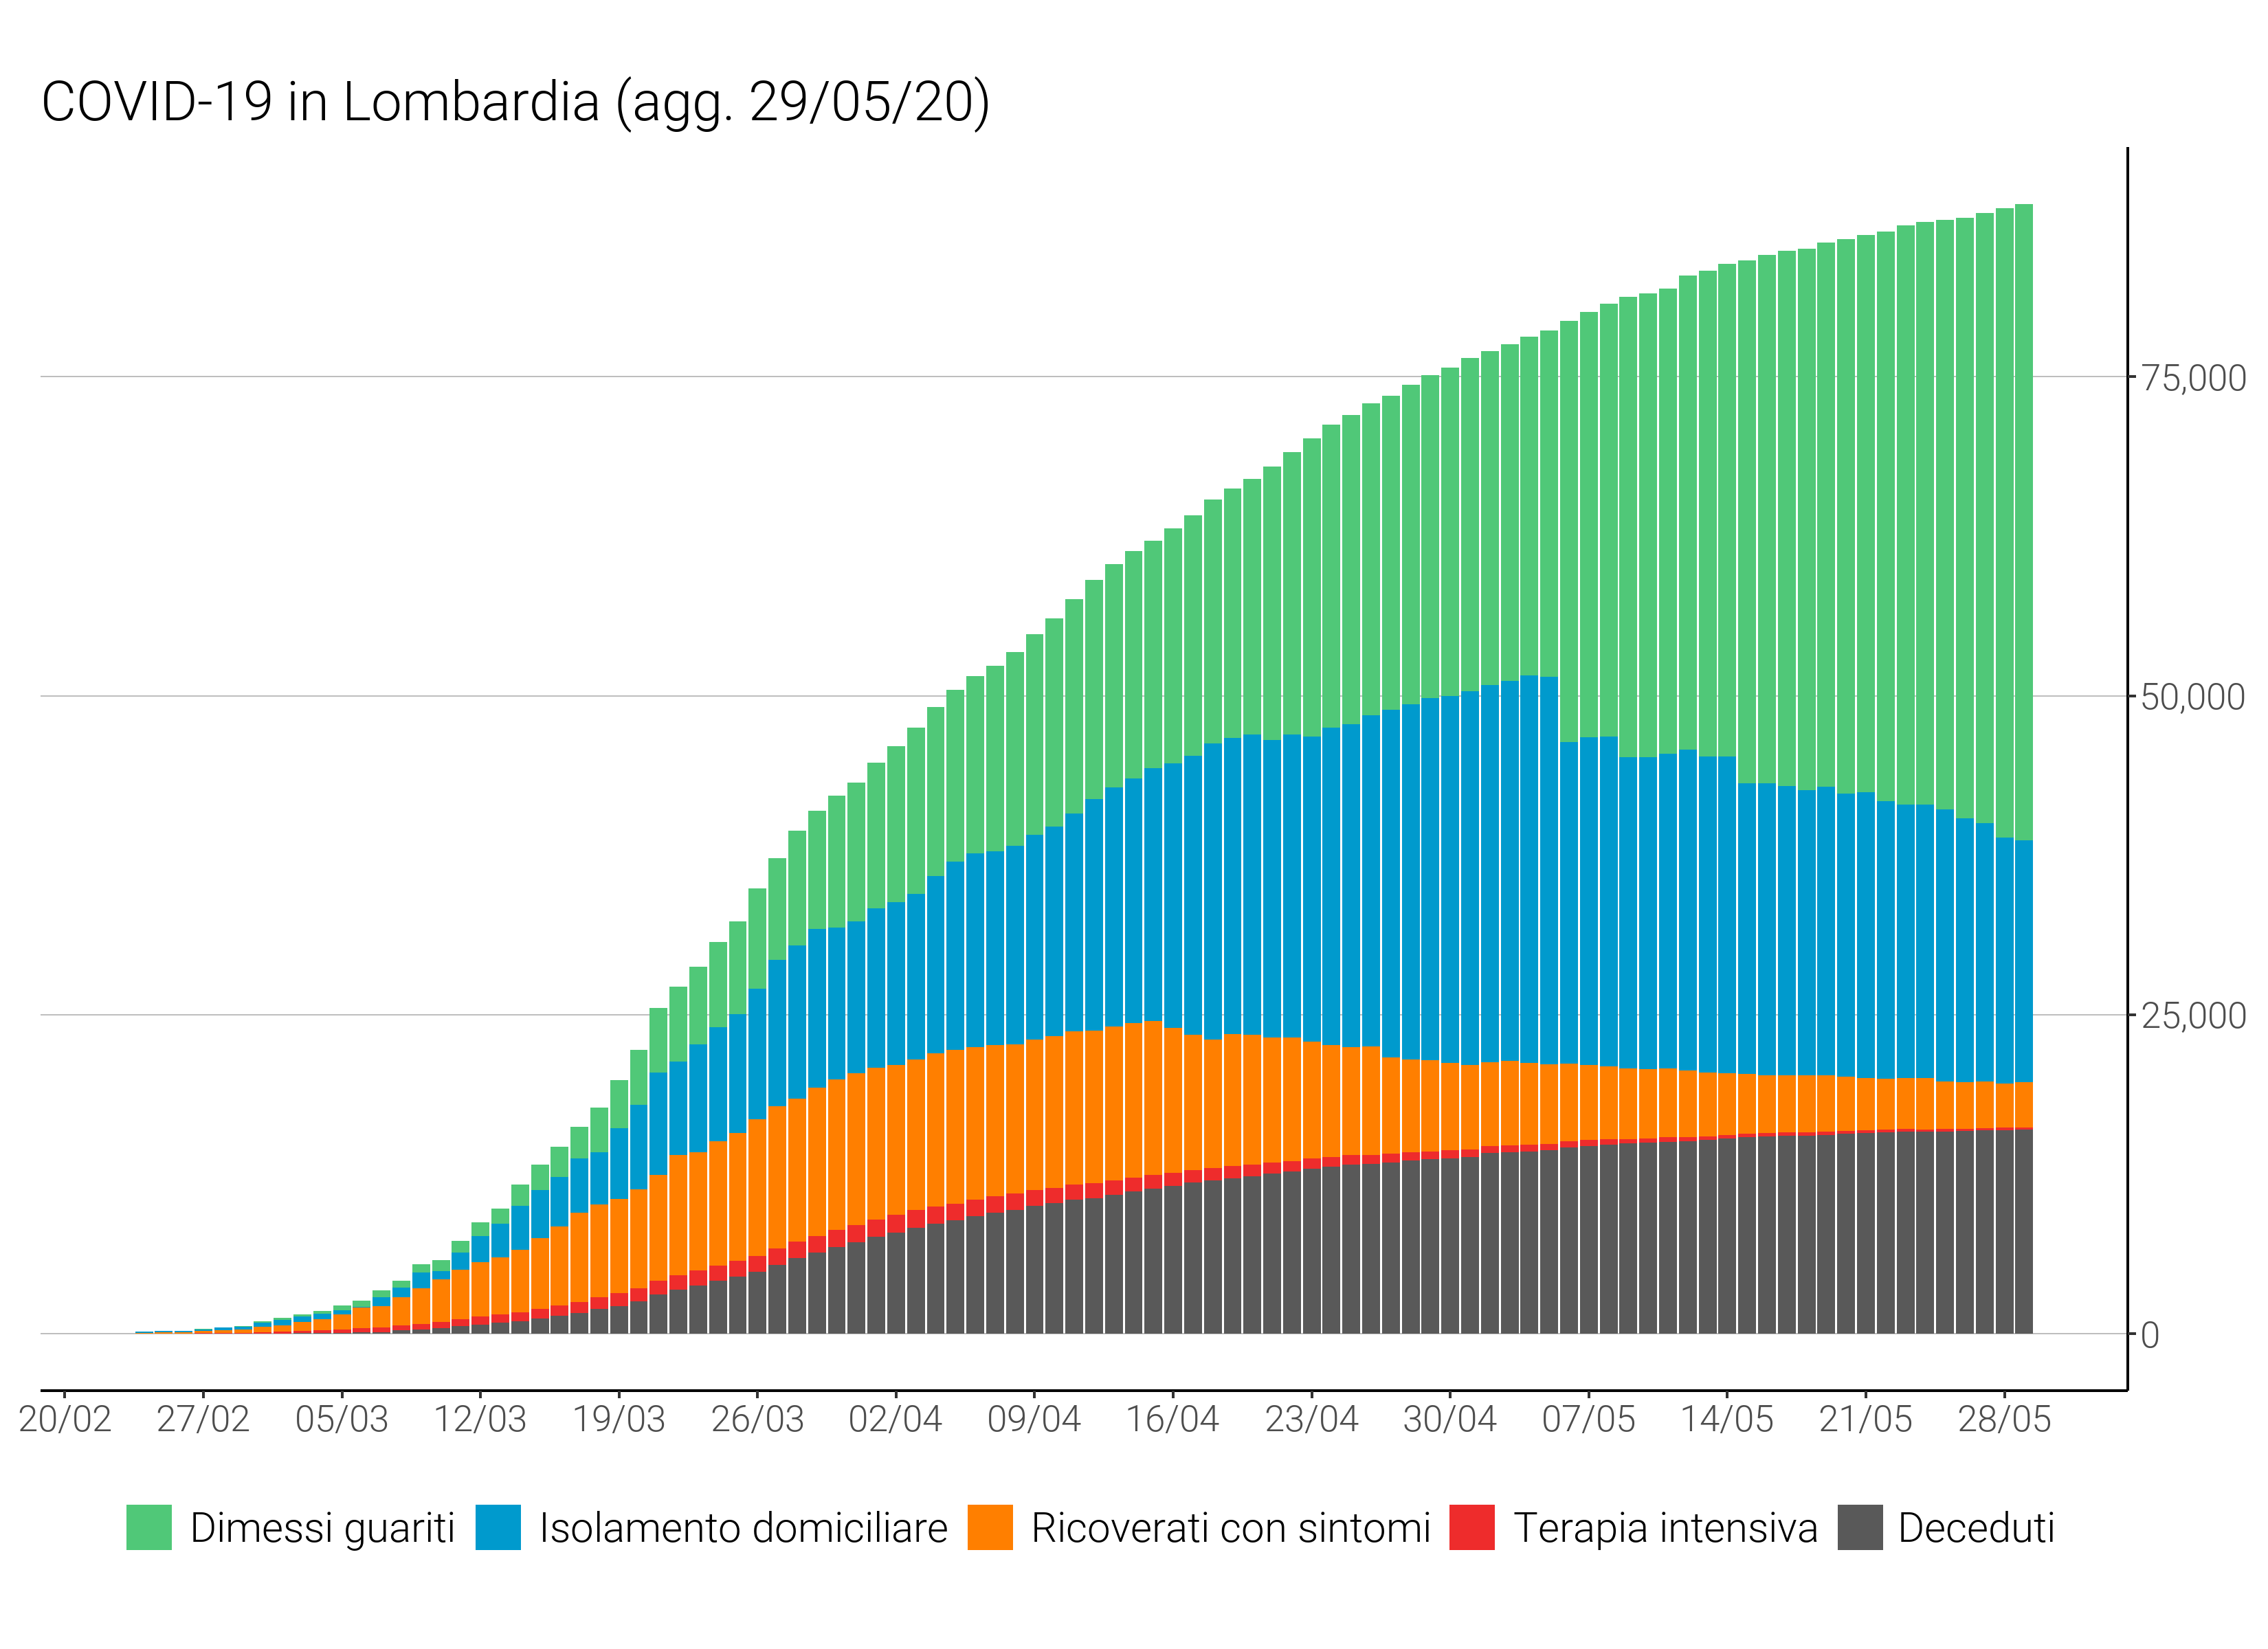 COVID-19 in Lombardia (agg. 29/05/20)
75,000
50,000
25,000
0
20/02 27/02 05/03 12/03 19/03 26/03 02/04 09/04 16/04 23/04 30/04 07/05 14/05 21/05 28/05
Dimessi guariti Isolamento domiciliare Ricoverati con sintomi Terapia intensiva Deceduti